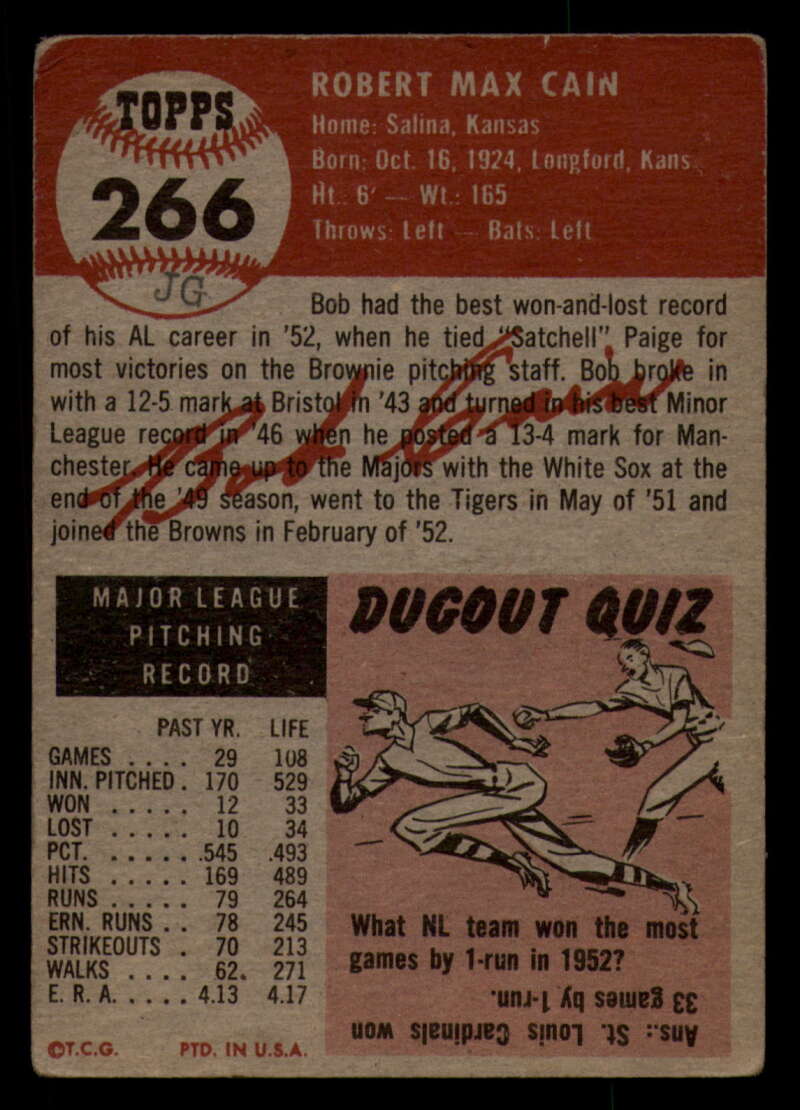 TOPPS
266
JG
ROBERT MAX CAIN
Home: Salina, Kansas
Born: Oct. 16, 1924, Longford, Kans.
Ht.: 6' — Wt.: 165
Throws: Left — Bats: Left
Bob had the best won-and-lost record
of his AL career in '52, when he tied "Satchell" Paige for
most victories on the Brownie pitching staff. Bob broke in
with a 12-5 mark at Bristol in '43 and turned in his best Minor
League record in '46 when he posted a 13-4 mark for Man-
chester. He came up to the Majors with the White Sox at the
end of the '49 season, went to the Tigers in May of '51 and
joined the Browns in February of '52.
Bob Cain
MAJOR LEAGUE
PITCHING
RECORD
PAST YR. LIFE
GAMES .... 29 108
INN. PITCHED. 170 529
WON ..... 12 33
LOST ..... 10 34
PCT. ...... .545 .493
HITS ..... 169 489
RUNS ..... 79 264
ERN. RUNS .. 78 245
STRIKEOUTS . 70 213
WALKS .... 62. 271
E. R. A. .... 4.13 4.17
©T.C.G. PTD. IN U.S.A.
DUGOUT QUIZ
What NL team won the most
games by 1-run in 1952?
Ans.: St. Louis Cardinals won
33 games by 1-run.